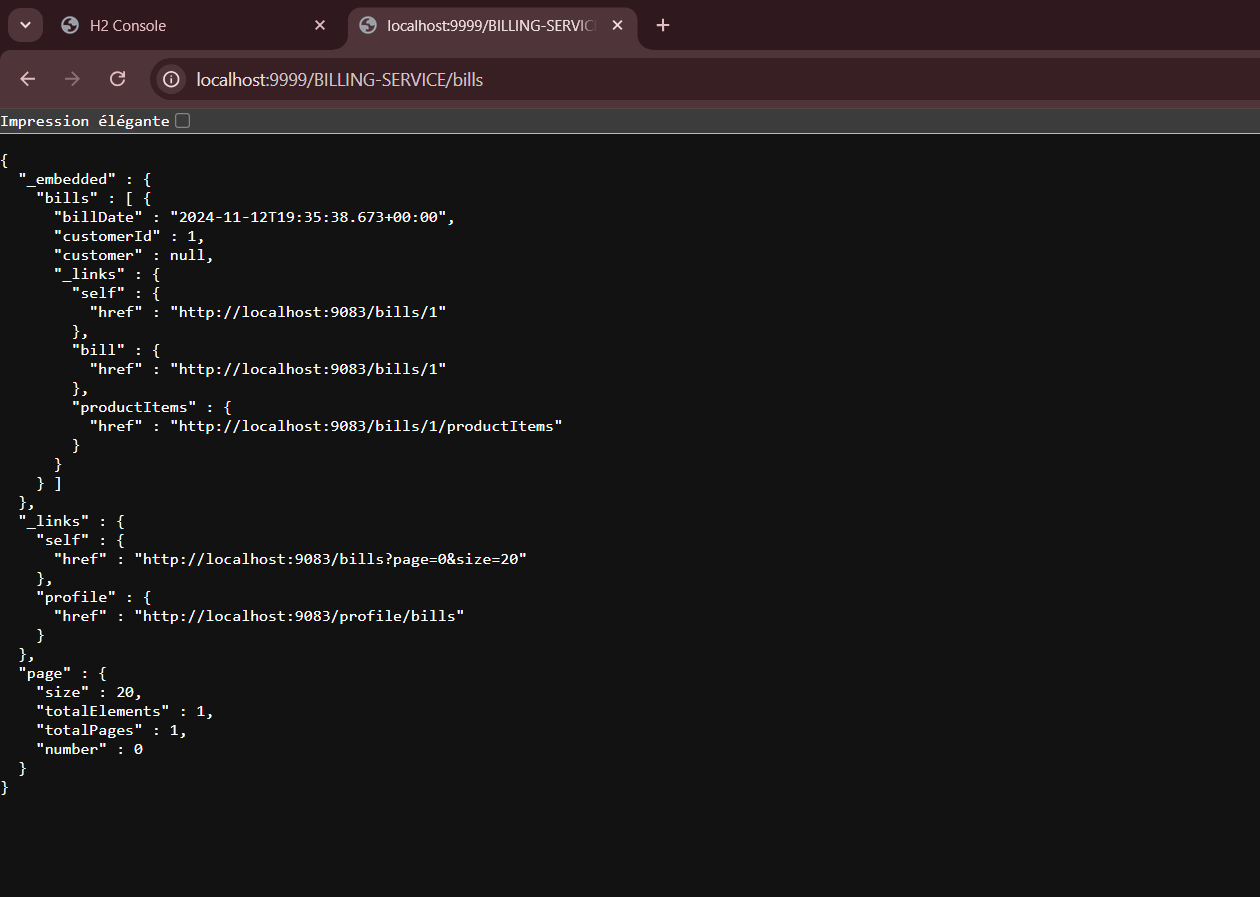 H2 Console
localhost:9999/BILLING-SERVIC
localhost:9999/BILLING-SERVICE/bills
Impression élégante
{
  "_embedded" : {
    "bills" : [ {
      "billDate" : "2024-11-12T19:35:38.673+00:00",
      "customerId" : 1,
      "customer" : null,
      "_links" : {
        "self" : {
          "href" : "http://localhost:9083/bills/1"
        },
        "bill" : {
          "href" : "http://localhost:9083/bills/1"
        },
        "productItems" : {
          "href" : "http://localhost:9083/bills/1/productItems"
        }
      }
    } ]
  },
  "_links" : {
    "self" : {
      "href" : "http://localhost:9083/bills?page=0&size=20"
    },
    "profile" : {
      "href" : "http://localhost:9083/profile/bills"
    }
  },
  "page" : {
    "size" : 20,
    "totalElements" : 1,
    "totalPages" : 1,
    "number" : 0
  }
}